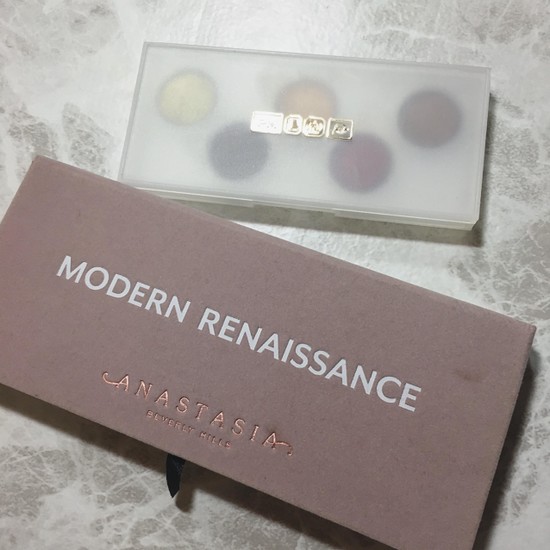 MODERN RENAISSANCE
ANASTASIA
BEVERLY HILLS